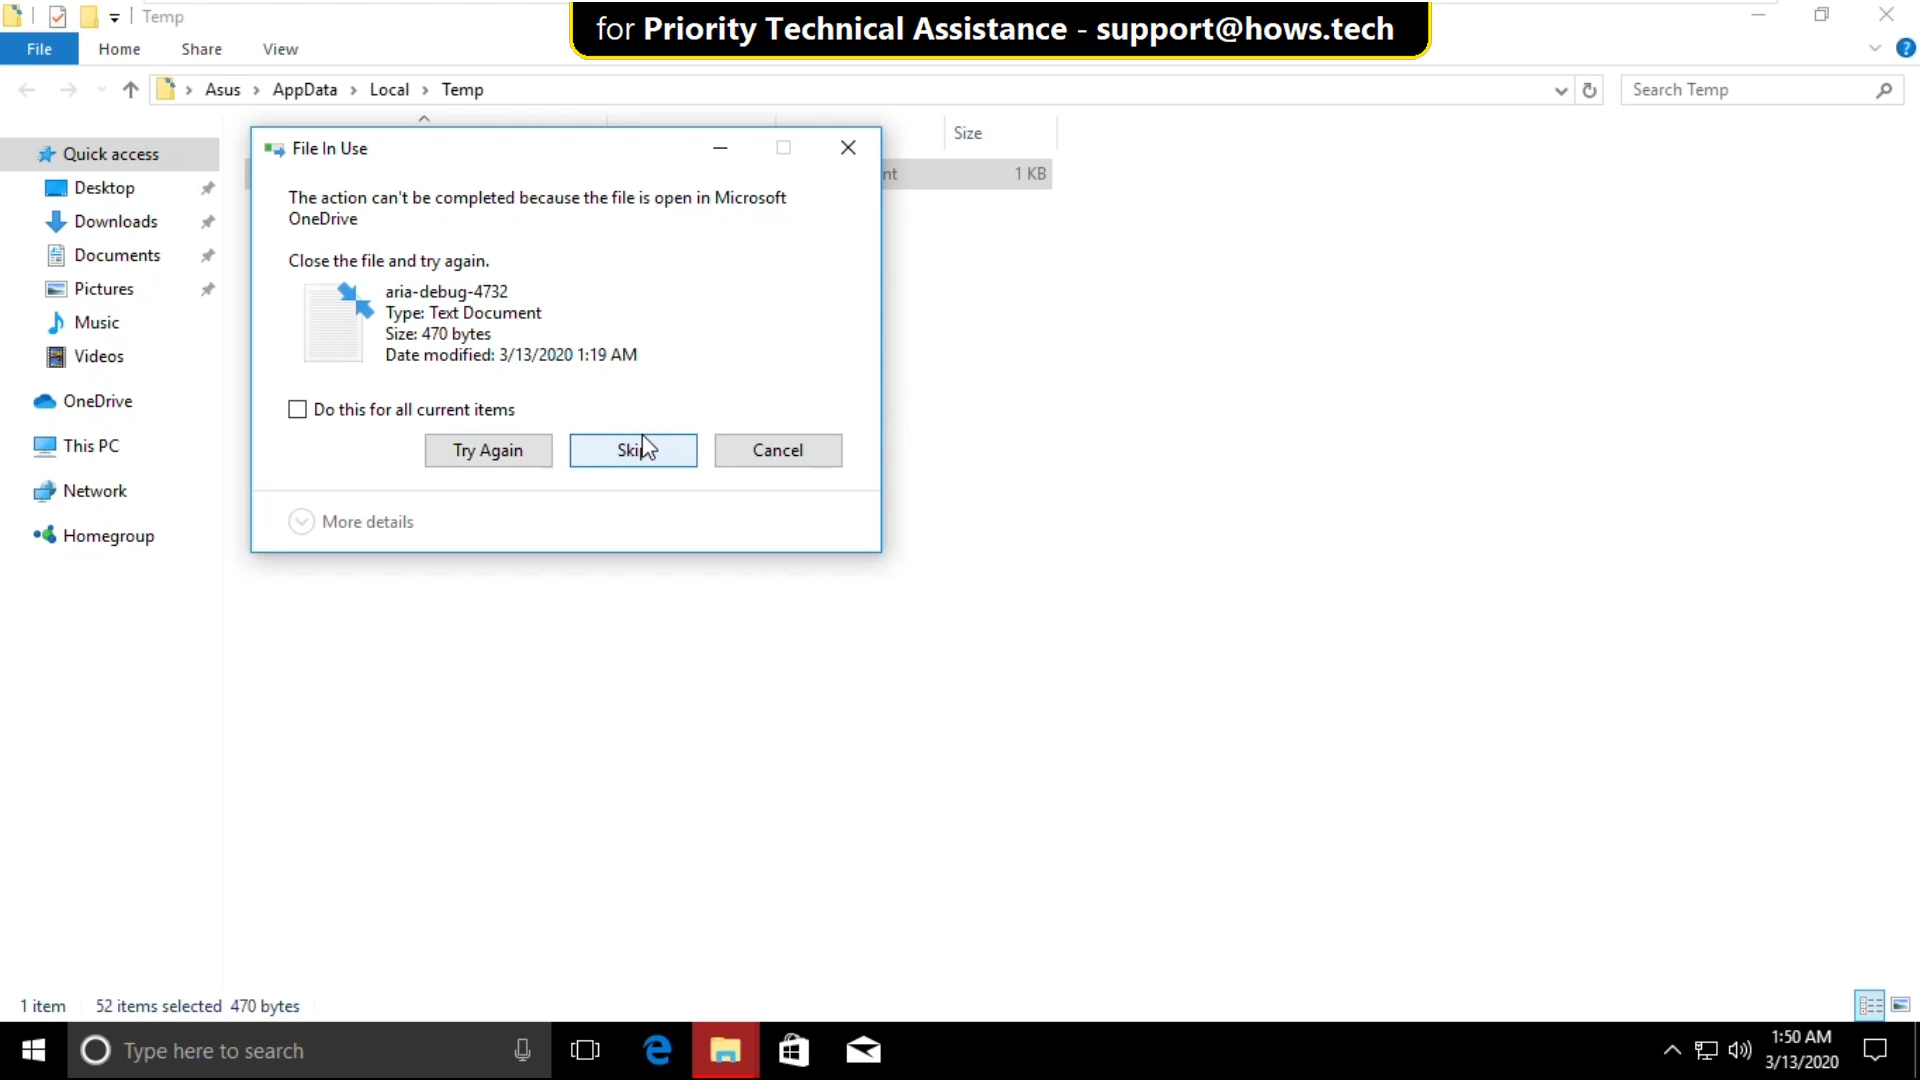 Temp
for Priority Technical Assistance - support@hows.tech
File
Home
Share
View
Asus
AppData
Local
Temp
Search Temp
Size
Quick access
nt
1 KB
Desktop
Downloads
Documents
Pictures
Music
Videos
OneDrive
This PC
Network
Homegroup
File In Use
The action can't be completed because the file is open in Microsoft
OneDrive
Close the file and try again.
aria-debug-4732
Type: Text Document
Size: 470 bytes
Date modified: 3/13/2020 1:19 AM
Do this for all current items
Try Again
Skip
Cancel
More details
1 item
52 items selected 470 bytes
Type here to search
1:50 AM
3/13/2020